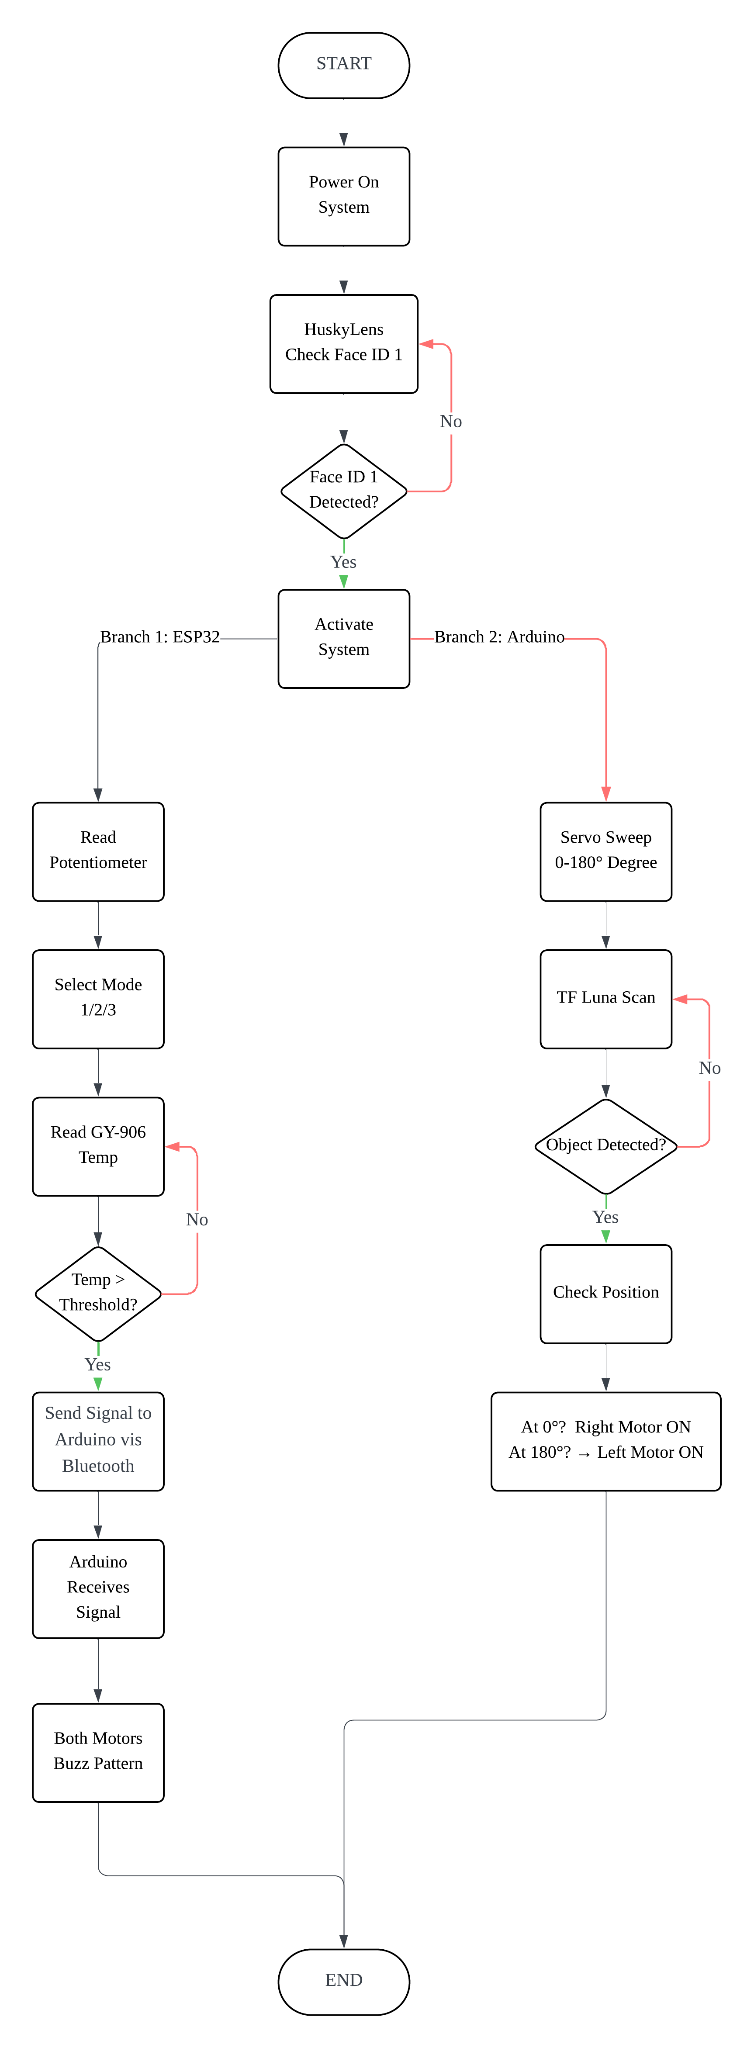 START
Power On
System
HuskyLens
Check Face ID 1
No
Face ID 1
Detected?
Yes
Activate
System
Branch 1: ESP32
Branch 2: Arduino
Read
Potentiometer
Select Mode
1/2/3
Read GY-906
Temp
No
Temp >
Threshold?
Yes
Send Signal to
Arduino vis
Bluetooth
Arduino
Receives
Signal
Both Motors
Buzz Pattern
Servo Sweep
0-180° Degree
TF Luna Scan
No
Object Detected?
Yes
Check Position
At 0°?  Right Motor ON
At 180°? → Left Motor ON
END